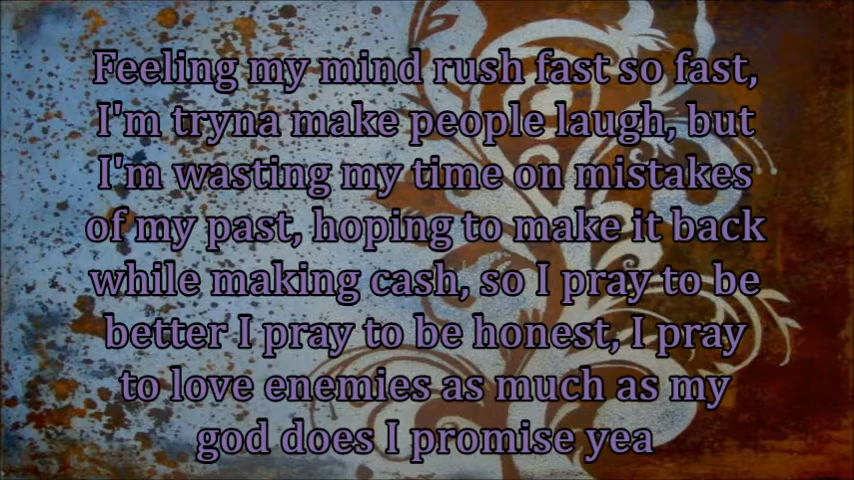 Feeling my mind rush fast so fast,
I'm tryna make people laugh, but
I'm wasting my time on mistakes
of my past, hoping to make it back
while making cash, so I pray to be
better I pray to be honest, I pray
to love enemies as much as my
god does I promise yea